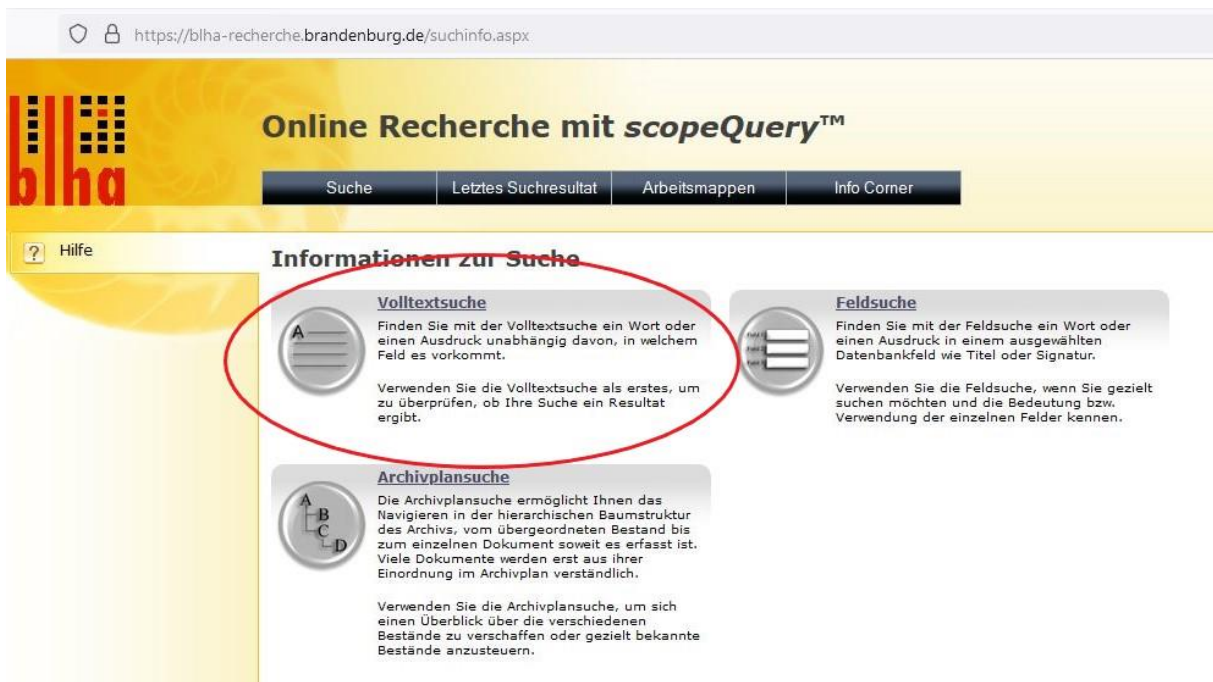 https://blha-recherche.brandenburg.de/suchinfo.aspx
blha
Online Recherche mit scopeQuery™
Suche
Letztes Suchresultat
Arbeitsmappen
Info Corner
? Hilfe
Informationen zur Suche
A
Volltextsuche
Finden Sie mit der Volltextsuche ein Wort oder
einen Ausdruck unabhängig davon, in welchem
Feld es vorkommt.
Verwenden Sie die Volltextsuche als erstes, um
zu überprüfen, ob Ihre Suche ein Resultat
ergibt.
Feldsuche
Finden Sie mit der Feldsuche ein Wort oder
einen Ausdruck in einem ausgewählten
Datenbankfeld wie Titel oder Signatur.
Verwenden Sie die Feldsuche, wenn Sie gezielt
suchen möchten und die Bedeutung bzw.
Verwendung der einzelnen Felder kennen.
A
B
C
D
Archivplansuche
Die Archivplansuche ermöglicht Ihnen das
Navigieren in der hierarchischen Baumstruktur
des Archivs, vom übergeordneten Bestand bis
zum einzelnen Dokument soweit es erfasst ist.
Viele Dokumente werden erst aus ihrer
Einordnung im Archivplan verständlich.
Verwenden Sie die Archivplansuche, um sich
einen Überblick über die verschiedenen
Bestände zu verschaffen oder gezielt bekannte
Bestände anzusteuern.